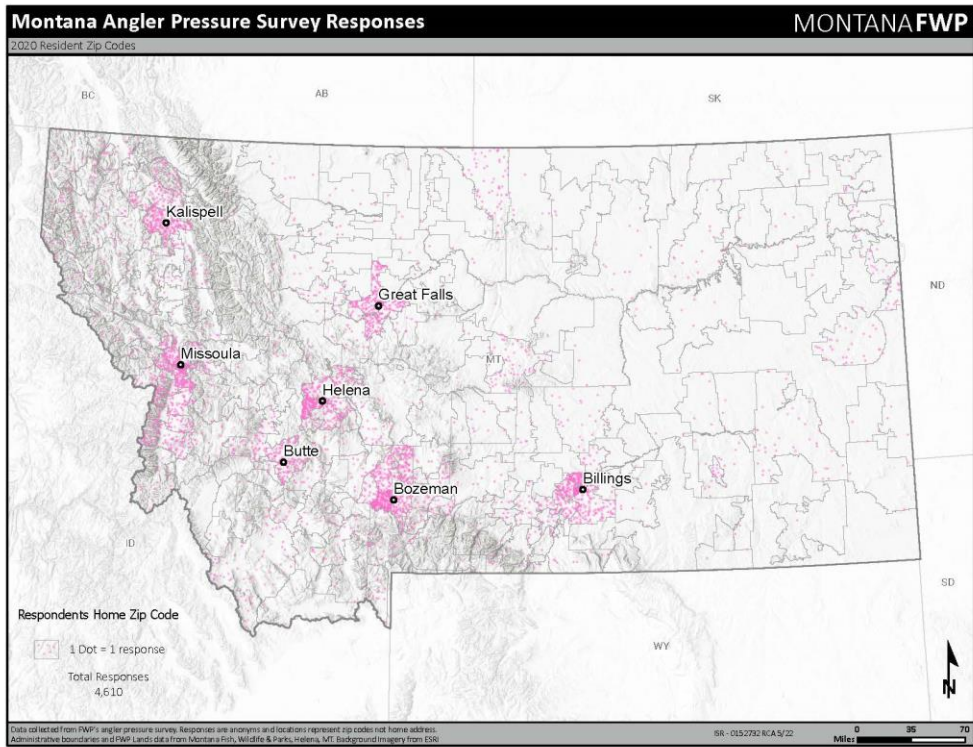 Montana Angler Pressure Survey Responses
MONTANA FWP
2020 Resident Zip Codes
BC
AB
SK
Kalispell
Great Falls
ND
Missoula
MT
Helena
Butte
Billings
Bozeman
ID
SD
Respondents Home Zip Code
1 Dot = 1 response
WY
Total Responses
4,610
N
Data collected from FWP's angler pressure survey. Responses are anonyms and locations represent zip codes not home address.
Administrative boundaries and FWP Lands data from Montana Fish, Wildlife & Parks, Helena, MT. Background Imagery from ESRI
ISR - 0152732 RCA 5/22
0 35 70
Miles